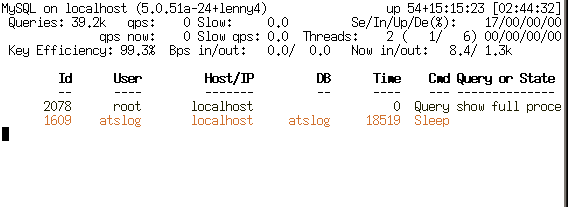 MySQL on localhost (5.0.51a-24+lenny4) up 54+15:15:23 [02:44:32]
Queries: 39.2k qps: 0 Slow: 0.0 Se/In/Up/De(%): 17/00/00/00
qps now: 0 Slow qps: 0.0 Threads: 2 ( 1/ 6) 00/00/00/00
Key Efficiency: 99.3% Bps in/out: 0.0/ 0.0 Now in/out: 8.4/ 1.3k
Id User Host/IP DB Time Cmd Query or State
-- ---- ------- -- ---- --- --------------
2078 root localhost 0 Query show full proce
1609 atslog localhost atslog 18519 Sleep